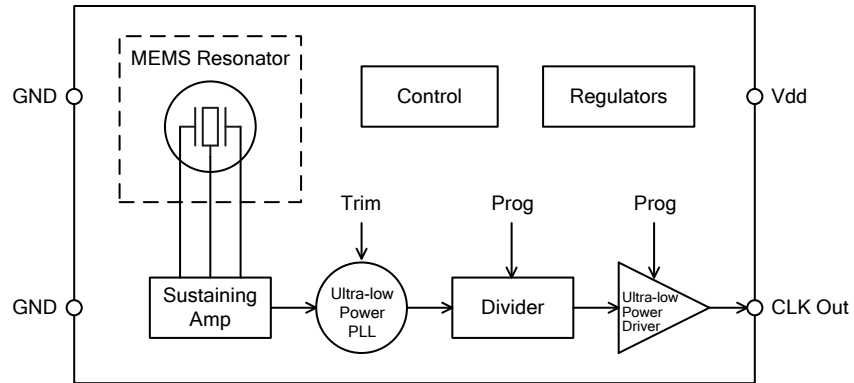 MEMS Resonator
GND
Control
Regulators
Vdd
Trim
Prog
Prog
GND
Sustaining
Amp
Ultra-low
Power
PLL
Divider
Ultra-low
Power
Driver
CLK Out